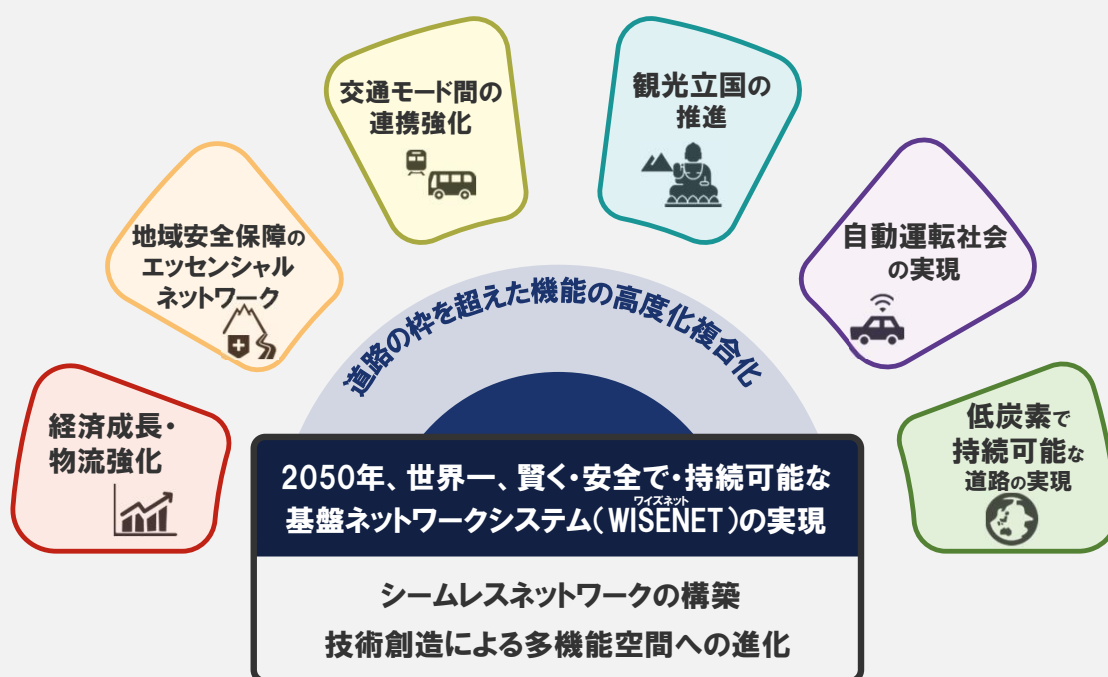 交通モード間の
連携強化
観光立国の
推進
地域安全保障の
エッセンシャル
ネットワーク
自動運転社会
の実現
道路の枠を超えた機能の高度化複合化
経済成長・
物流強化
低炭素で
持続可能な
道路の実現
2050年、世界一、賢く・安全で・持続可能な
ワイズネット
基盤ネットワークシステム(WISENET)の実現
シームレスネットワークの構築
技術創造による多機能空間への進化